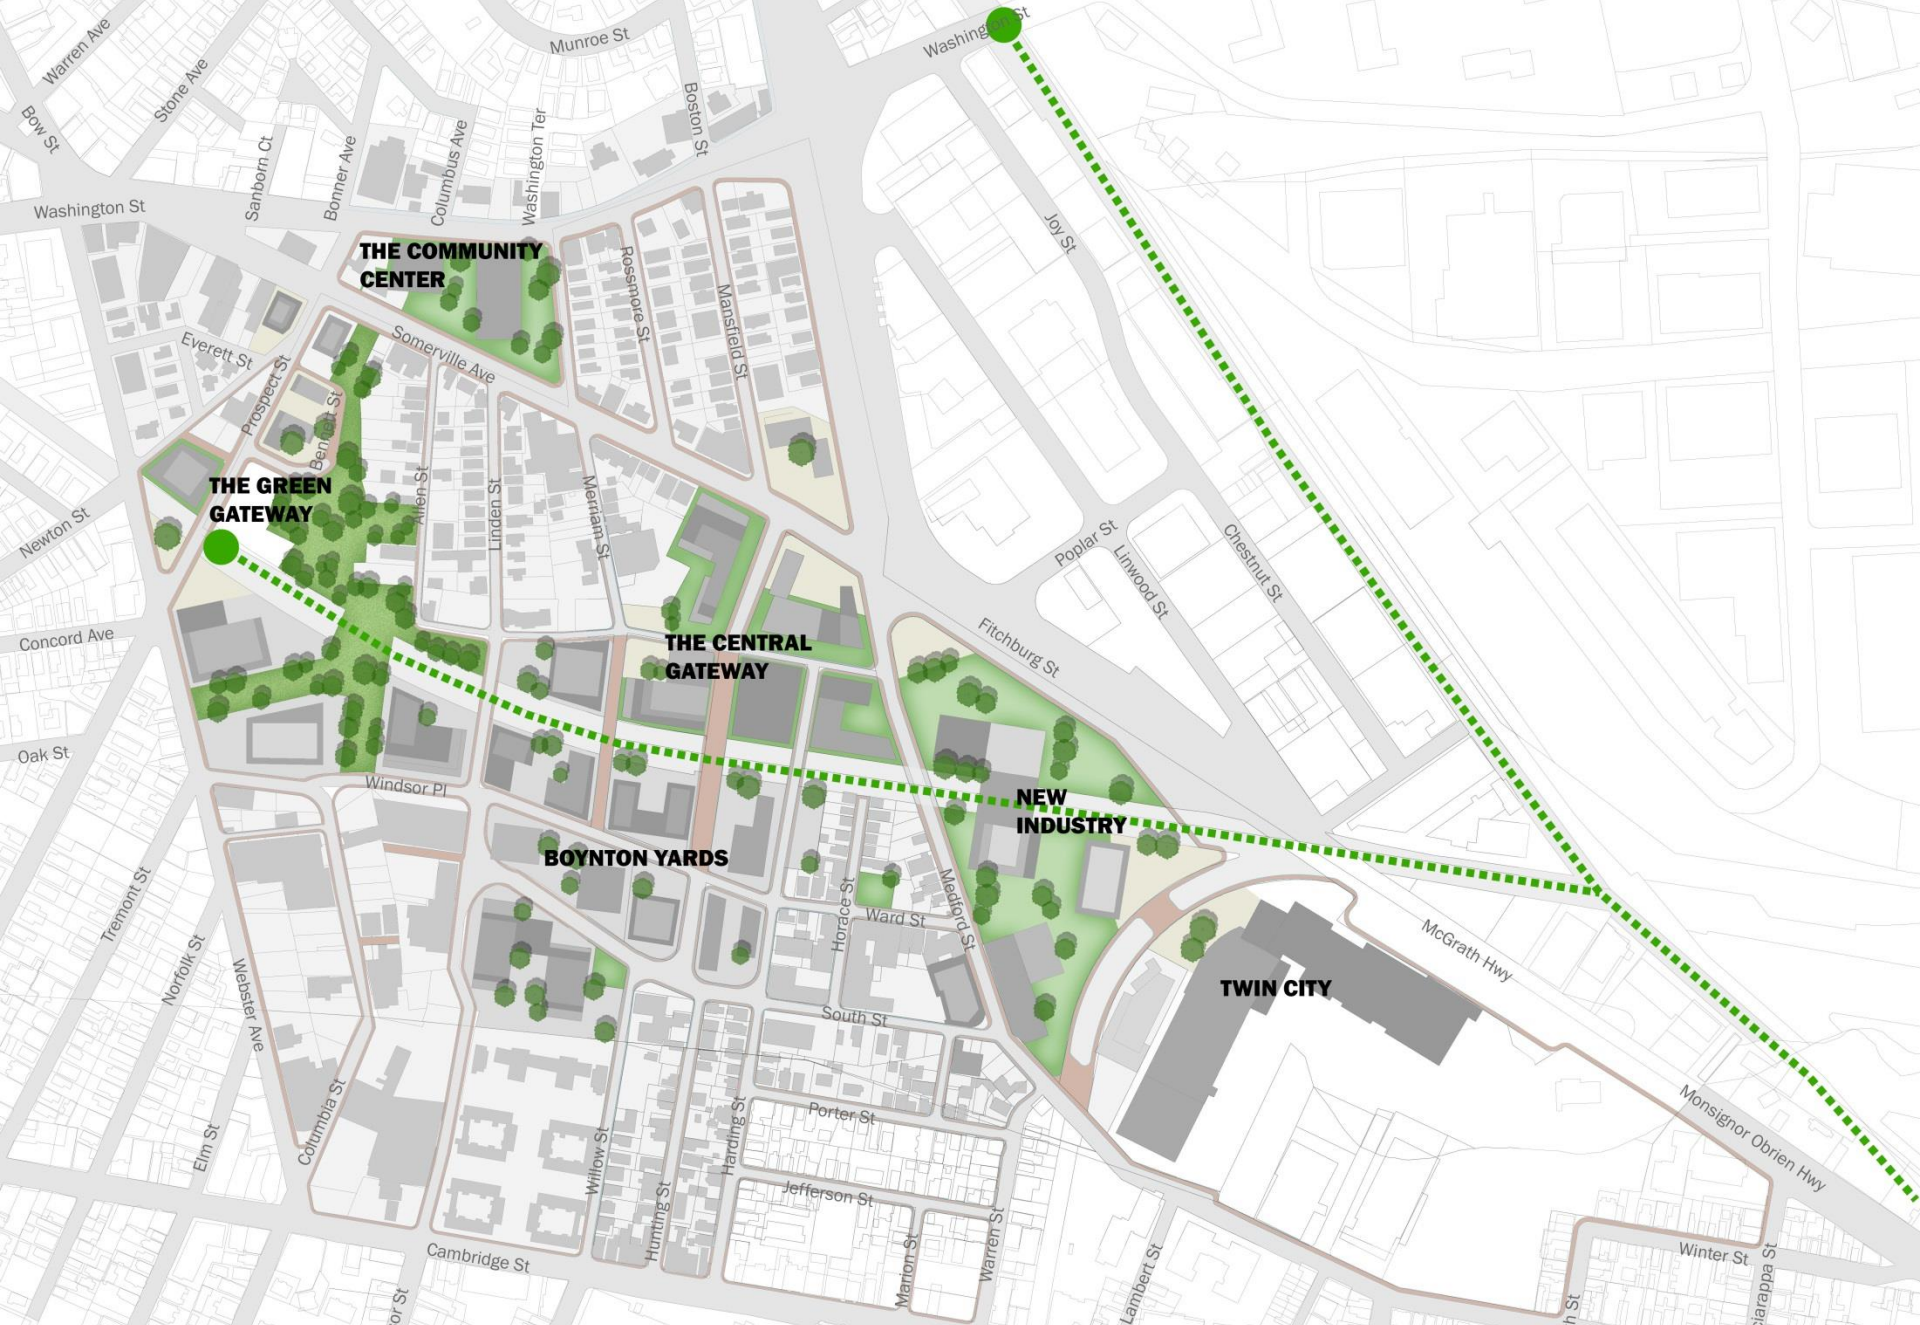 Warren Ave
Munroe St
Washington St
Stone Ave
Bow St
Boston St
Sanborn Ct
Bonner Ave
Columbus Ave
Washington Ter
Washington St
Joy St
THE COMMUNITY
CENTER
Rossmore St
Mansfield St
Everett St
Somerville Ave
Prospect St
Bennett St
THE GREEN
GATEWAY
Allen St
Linden St
Merriam St
Newton St
Poplar St
Linwood St
Chestnut St
Concord Ave
THE CENTRAL
GATEWAY
Fitchburg St
Oak St
Windsor Pl
NEW
INDUSTRY
BOYNTON YARDS
Tremont St
Horace St
Ward St
Medford St
McGrath Hwy
Norfolk St
Webster Ave
TWIN CITY
South St
Columbia St
Porter St
Harding St
Monsignor Obrien Hwy
Elm St
Willow St
Jefferson St
Hunting St
Warren St
Marion St
Cambridge St
Lambert St
Winter St
or St
h St
iarappa St